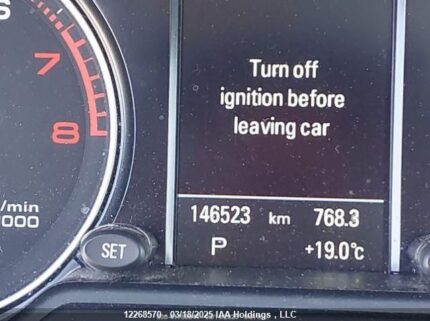 6
7
8
/min
000
SET
Turn off
ignition before
leaving car
146523 km 768.3
P +19.0°C
12268570 03/18/2025 IAA Holdings , LLC